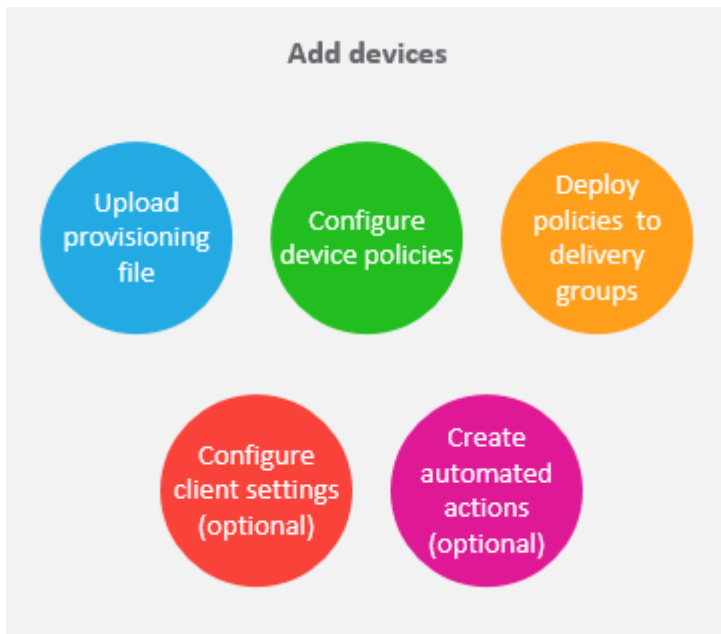 Add devices
Upload
provisioning
file
Configure
device policies
Deploy
policies to
delivery
groups
Configure
client settings
(optional)
Create
automated
actions
(optional)